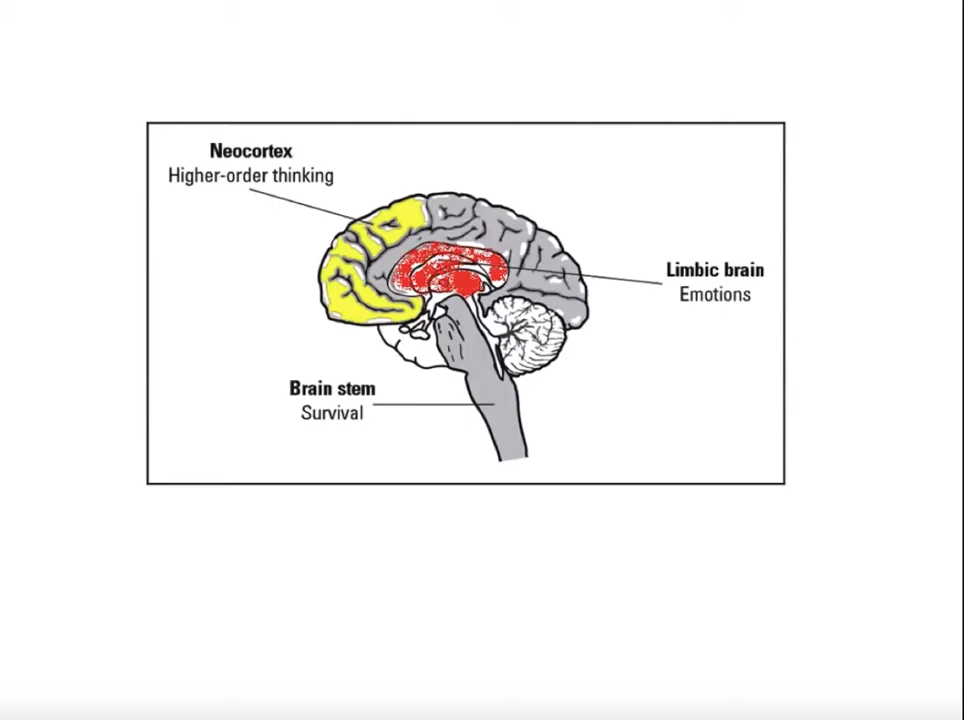 Neocortex
Higher-order thinking
Limbic brain
Emotions
Brain stem
Survival